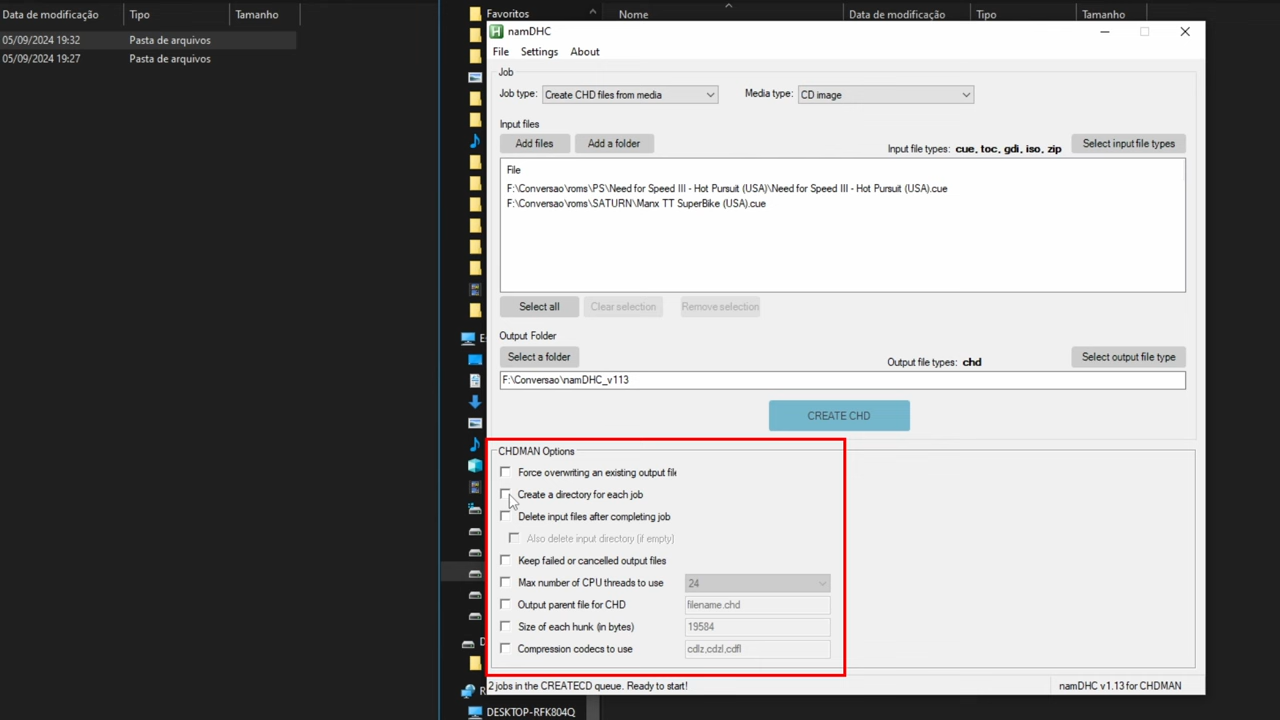 Data de modificação Tipo Tamanho
05/09/2024 19:32 Pasta de arquivos
05/09/2024 19:27 Pasta de arquivos
Favoritos
Nome Data de modificação Tipo Tamanho
namDHC
File Settings About
Job
Job type: Create CHD files from media Media type: CD image
Input files
Add files Add a folder Input file types: cue, toc, gdi, iso, zip Select input file types
File
F:\Conversao\roms\PS\Need for Speed III - Hot Pursuit (USA)\Need for Speed III - Hot Pursuit (USA).cue
F:\Conversao\roms\SATURN\Manx TT SuperBike (USA).cue
Select all Clear selection Remove selection
Output Folder
Select a folder Output file types: chd Select output file type
F:\Conversao\namDHC_v113
CREATE CHD
CHDMAN Options
Force overwriting an existing output file
Create a directory for each job
Delete input files after completing job
Also delete input directory (if empty)
Keep failed or cancelled output files
Max number of CPU threads to use 24
Output parent file for CHD filename.chd
Size of each hunk (in bytes) 19584
Compression codecs to use cdlz,cdzl,cdfl
2 jobs in the CREATECD queue. Ready to start! namDHC v1.13 for CHDMAN
DESKTOP-RFK804Q